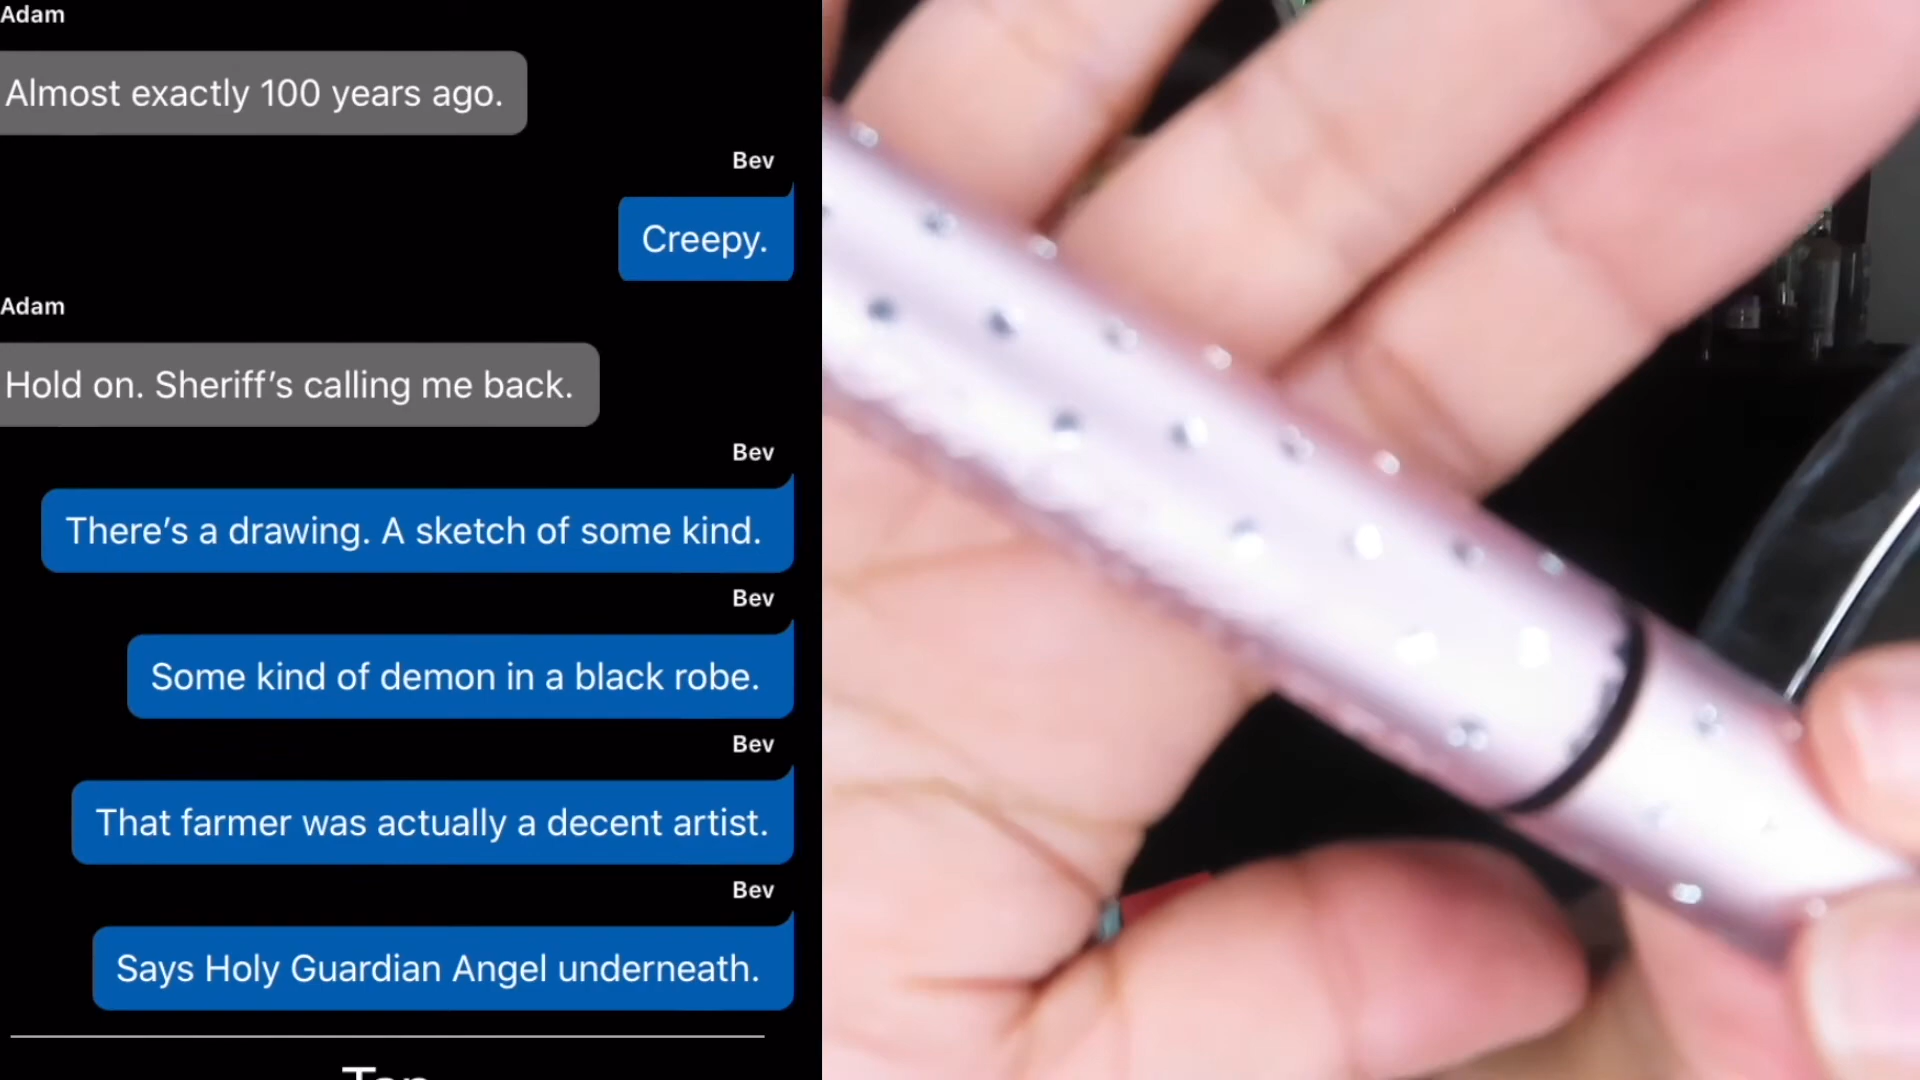 Adam
Almost exactly 100 years ago.
Bev
Creepy.
Adam
Hold on. Sheriff’s calling me back.
Bev
There’s a drawing. A sketch of some kind.
Bev
Some kind of demon in a black robe.
Bev
That farmer was actually a decent artist.
Bev
Says Holy Guardian Angel underneath.